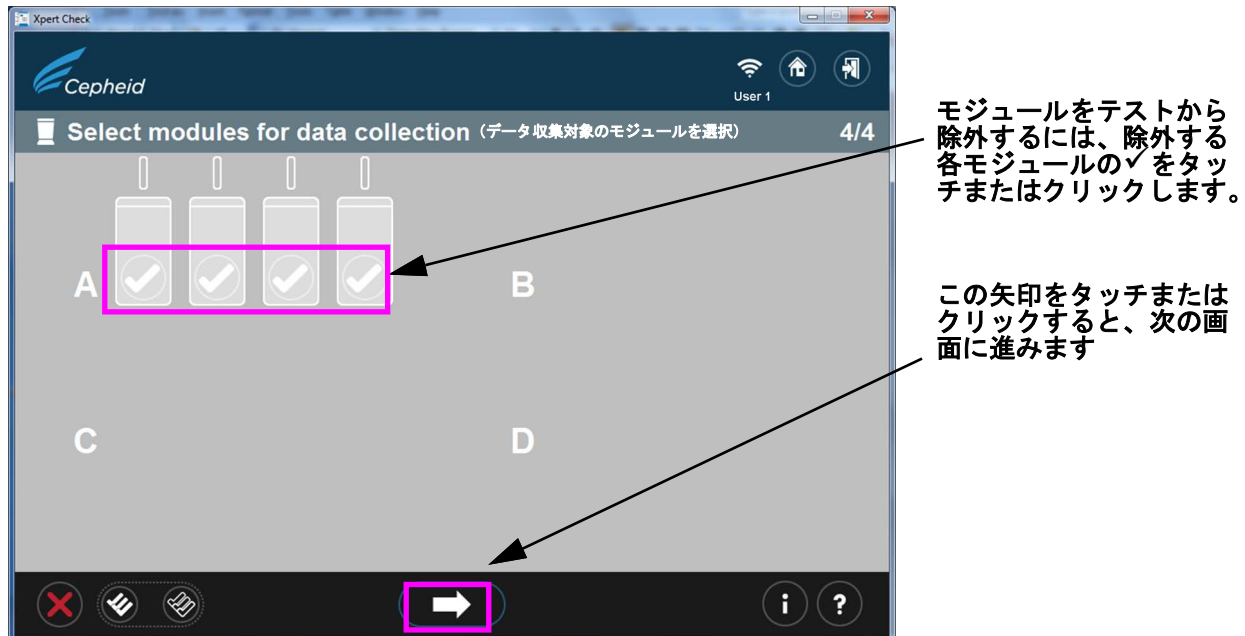 Xpert Check
Cepheid
User 1
Select modules for data collection（データ収集対象のモジュールを選択） 4/4
A
B
C
D
i ?
モジュールをテストから
除外するには、除外する
各モジュールの✓をタッ
チまたはクリックします。
この矢印をタッチまたは
クリックすると、次の画
面に進みます